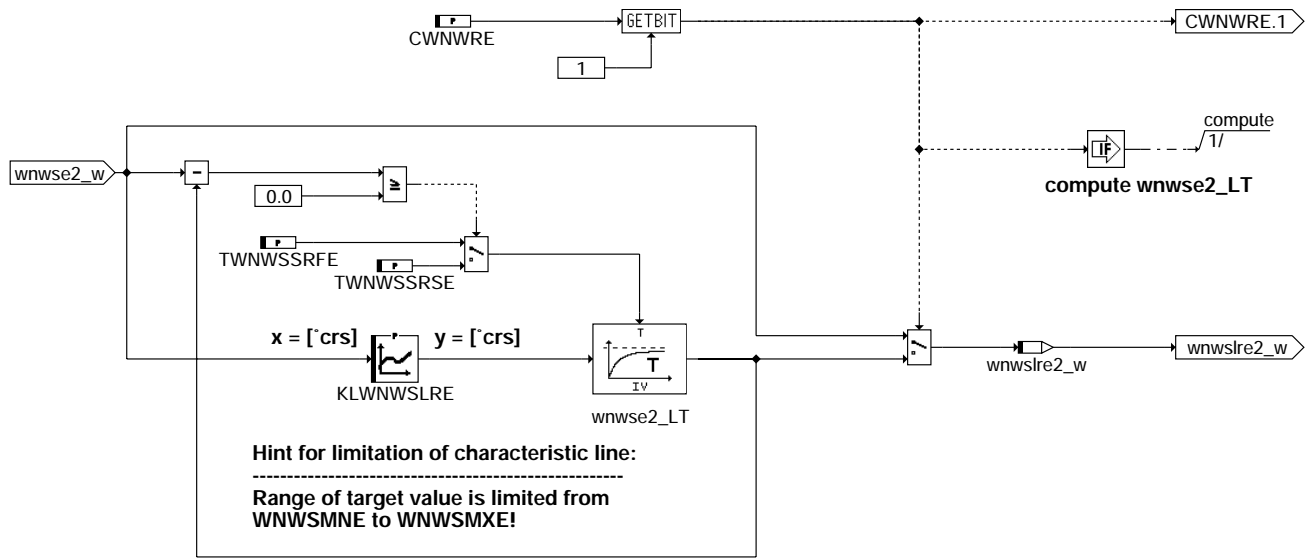 P
CWNWRE
GETBIT
1
CWNWRE.1
compute
1/
IF
compute wnwse2_LT
wnwse2_w
-
0.0
≥
P
TWNWSSRFE
P
TWNWSSRSE
x = [°crs]
P
KLWNWSLRE
y = [°crs]
T
T
IV
wnwse2_LT
wnwslre2_w
wnwslre2_w
Hint for limitation of characteristic line:
------------------------------------------------------
Range of target value is limited from
WNWSMNE to WNWSMXE!